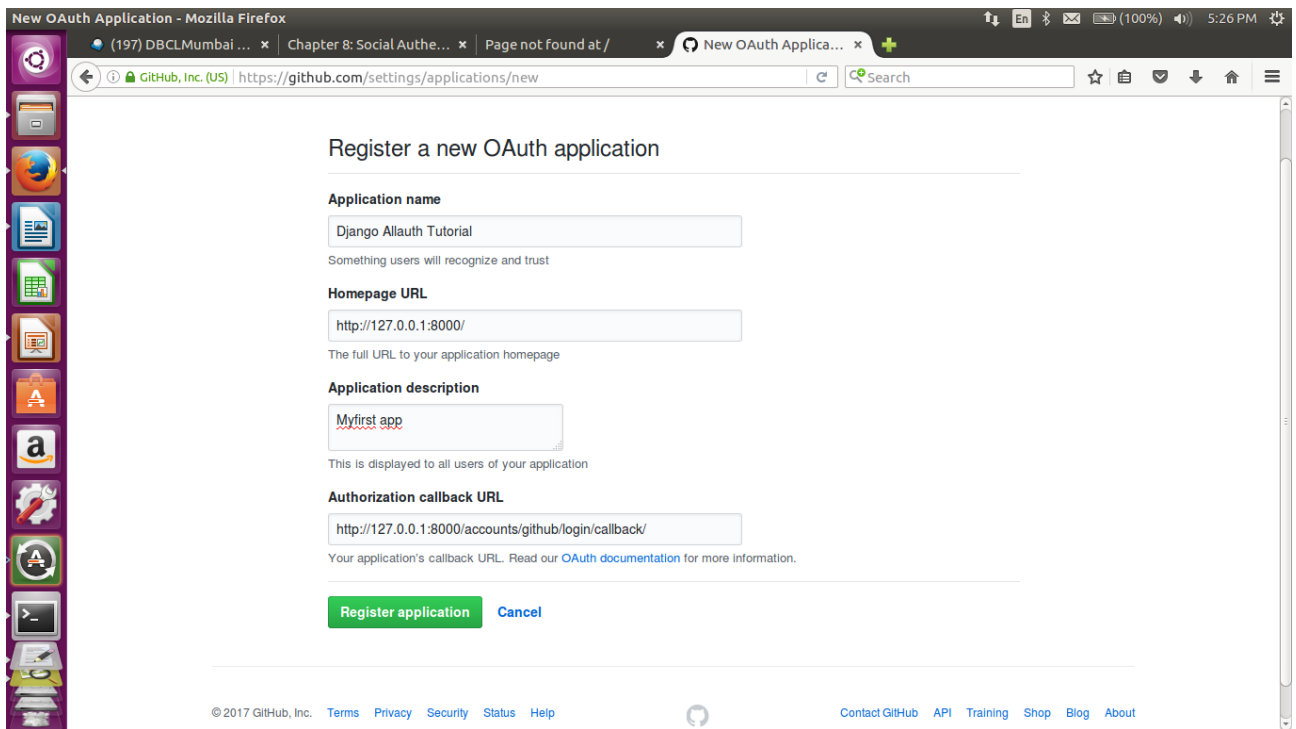 New OAuth Application - Mozilla Firefox
En (100%) 5:26 PM
(197) DBCLMumbai ... × Chapter 8: Social Authe... × Page not found at / × New OAuth Applica... ×
GitHub, Inc. (US) https://github.com/settings/applications/new Search
Register a new OAuth application
Application name
Django Allauth Tutorial
Something users will recognize and trust
Homepage URL
http://127.0.0.1:8000/
The full URL to your application homepage
Application description
Myfirst app
This is displayed to all users of your application
Authorization callback URL
http://127.0.0.1:8000/accounts/github/login/callback/
Your application's callback URL. Read our OAuth documentation for more information.
Register application Cancel
© 2017 GitHub, Inc. Terms Privacy Security Status Help Contact GitHub API Training Shop Blog About